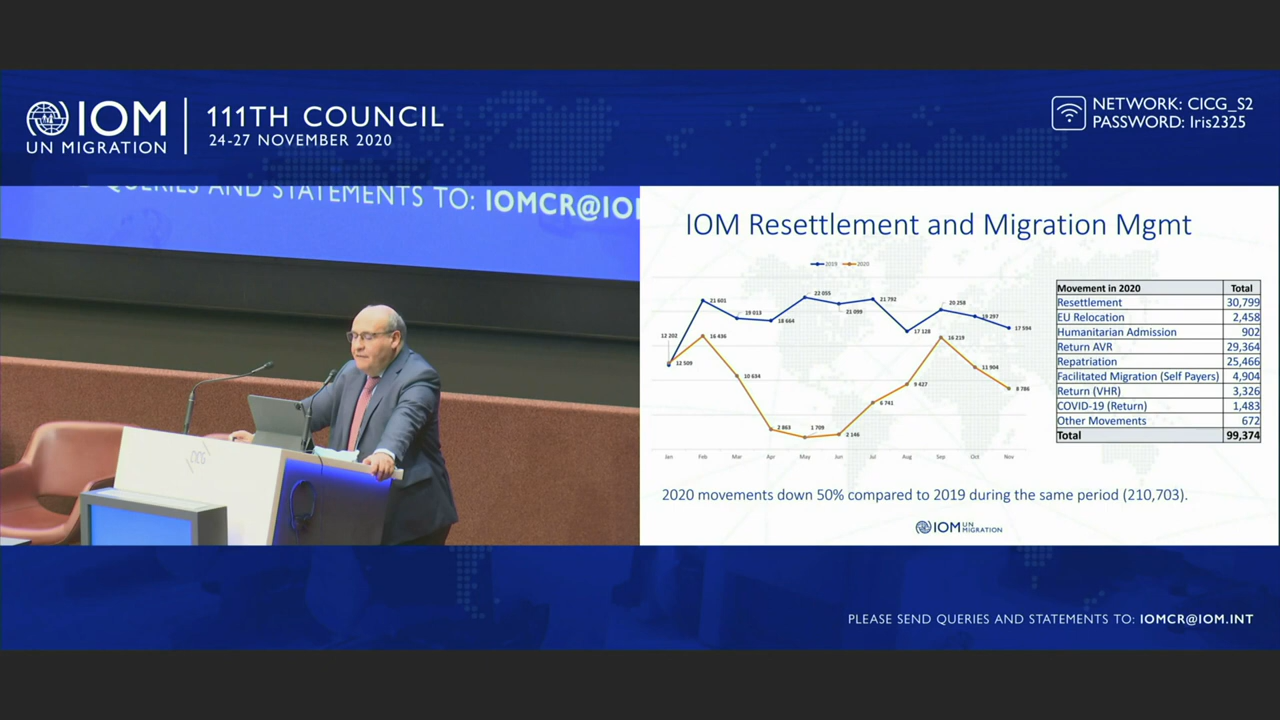 IOM
UN MIGRATION
111TH COUNCIL
24-27 NOVEMBER 2020
NETWORK: CICG_S2
PASSWORD: Iris2325
QUERIES AND STATEMENTS TO: IOMCR@IO
CICG
IOM Resettlement and Migration Mgmt
2019 2020
22 055
21 601
21 792
20 258
19 013
18 664
21 099
19 297
17 128
17 594
12 202
16 436
16 219
12 509
10 634
11 904
9 427
8 786
6 741
2 863
1 709
2 146
Jan Feb Mar Apr May Jun Jul Aug Sep Oct Nov
Movement in 2020 Total
Resettlement 30,799
EU Relocation 2,458
Humanitarian Admission 902
Return AVR 29,364
Repatriation 25,466
Facilitated Migration (Self Payers) 4,904
Return (VHR) 3,326
COVID-19 (Return) 1,483
Other Movements 672
Total 99,374
2020 movements down 50% compared to 2019 during the same period (210,703).
IOM UN MIGRATION
PLEASE SEND QUERIES AND STATEMENTS TO: IOMCR@IOM.INT